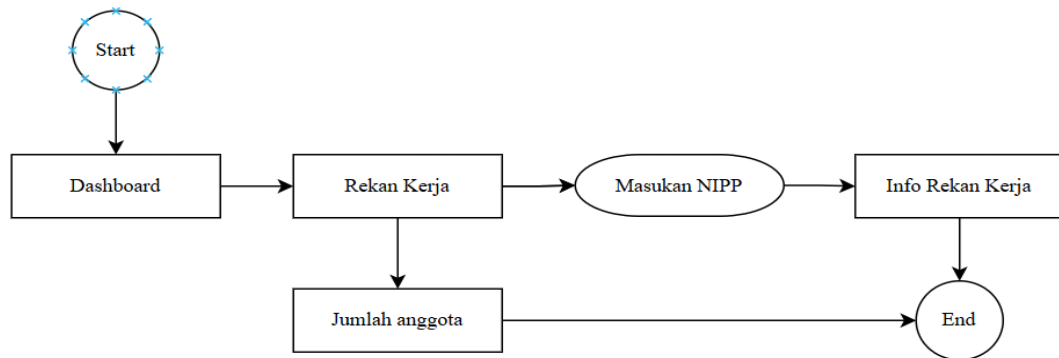 Start
Dashboard
Rekan Kerja
Masukan NIPP
Info Rekan Kerja
Jumlah anggota
End